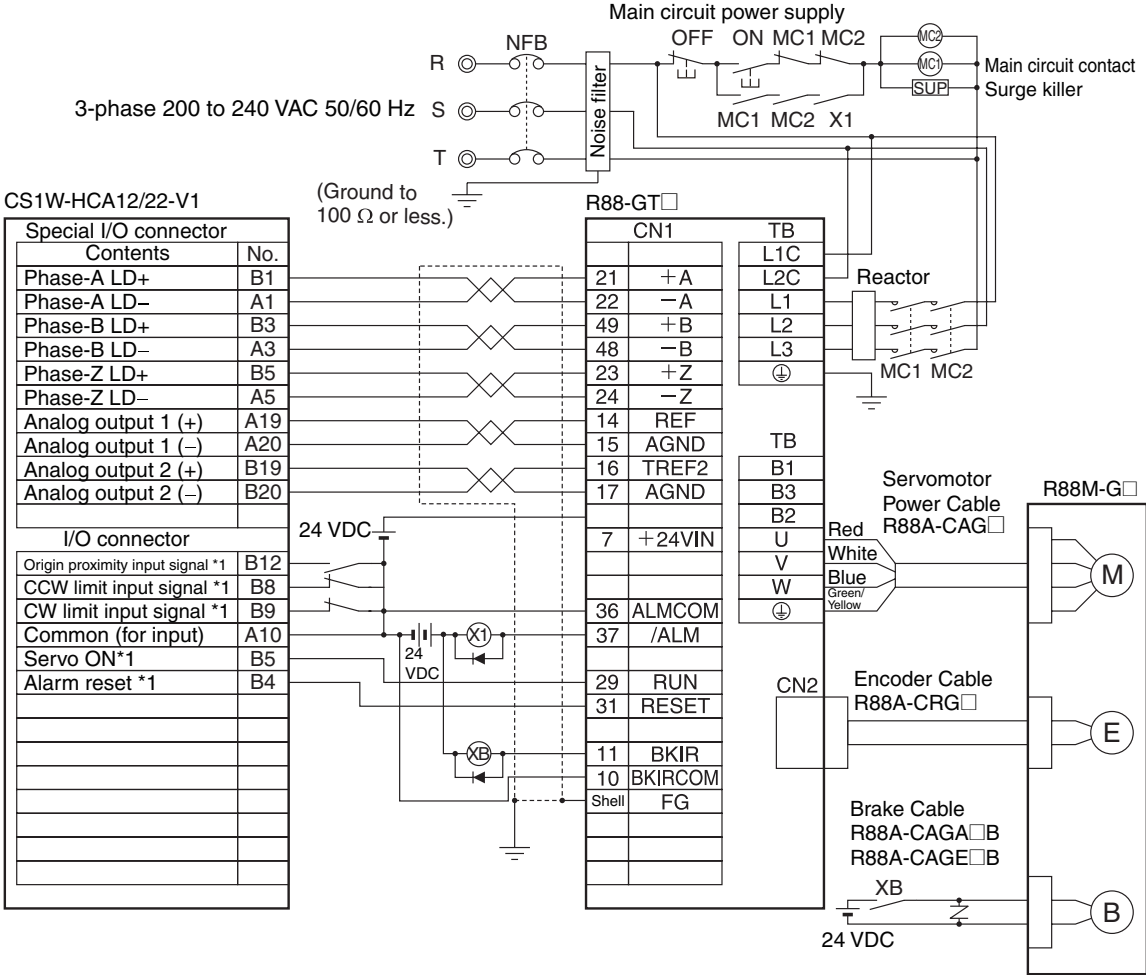 Main circuit power supply
OFF ON MC1 MC2
NFB
MC2
R
MC1
Main circuit contact
SUP
Surge killer
3-phase 200 to 240 VAC 50/60 Hz S
Noise filter
MC1 MC2 X1
T
(Ground to
100 Ω or less.)
CS1W-HCA12/22-V1
Special I/O connector
Contents No.
Phase-A LD+ B1
Phase-A LD− A1
Phase-B LD+ B3
Phase-B LD− A3
Phase-Z LD+ B5
Phase-Z LD− A5
Analog output 1 (+) A19
Analog output 1 (−) A20
Analog output 2 (+) B19
Analog output 2 (−) B20
I/O connector
Origin proximity input signal *1 B12
CCW limit input signal *1 B8
CW limit input signal *1 B9
Common (for input) A10
Servo ON*1 B5
Alarm reset *1 B4
24 VDC
24
VDC
X1
XB
R88-GT□
CN1
21 +A
22 −A
49 +B
48 −B
23 +Z
24 −Z
14 REF
15 AGND
16 TREF2
17 AGND
7 +24VIN
36 ALMCOM
37 /ALM
29 RUN
31 RESET
11 BKIR
10 BKIRCOM
Shell FG
TB
L1C
L2C
L1
L2
L3
Reactor
MC1 MC2
TB
B1
B3
B2
U
V
W
Red
White
Blue
Green/
Yellow
Servomotor
Power Cable
R88A-CAG□
R88M-G□
M
CN2
Encoder Cable
R88A-CRG□
E
Brake Cable
R88A-CAGA□B
R88A-CAGE□B
XB
24 VDC
B